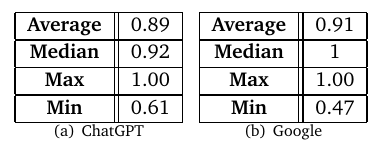 Average 0.89
Median 0.92
Max 1.00
Min 0.61
(a) ChatGPT
Average 0.91
Median 1
Max 1.00
Min 0.47
(b) Google